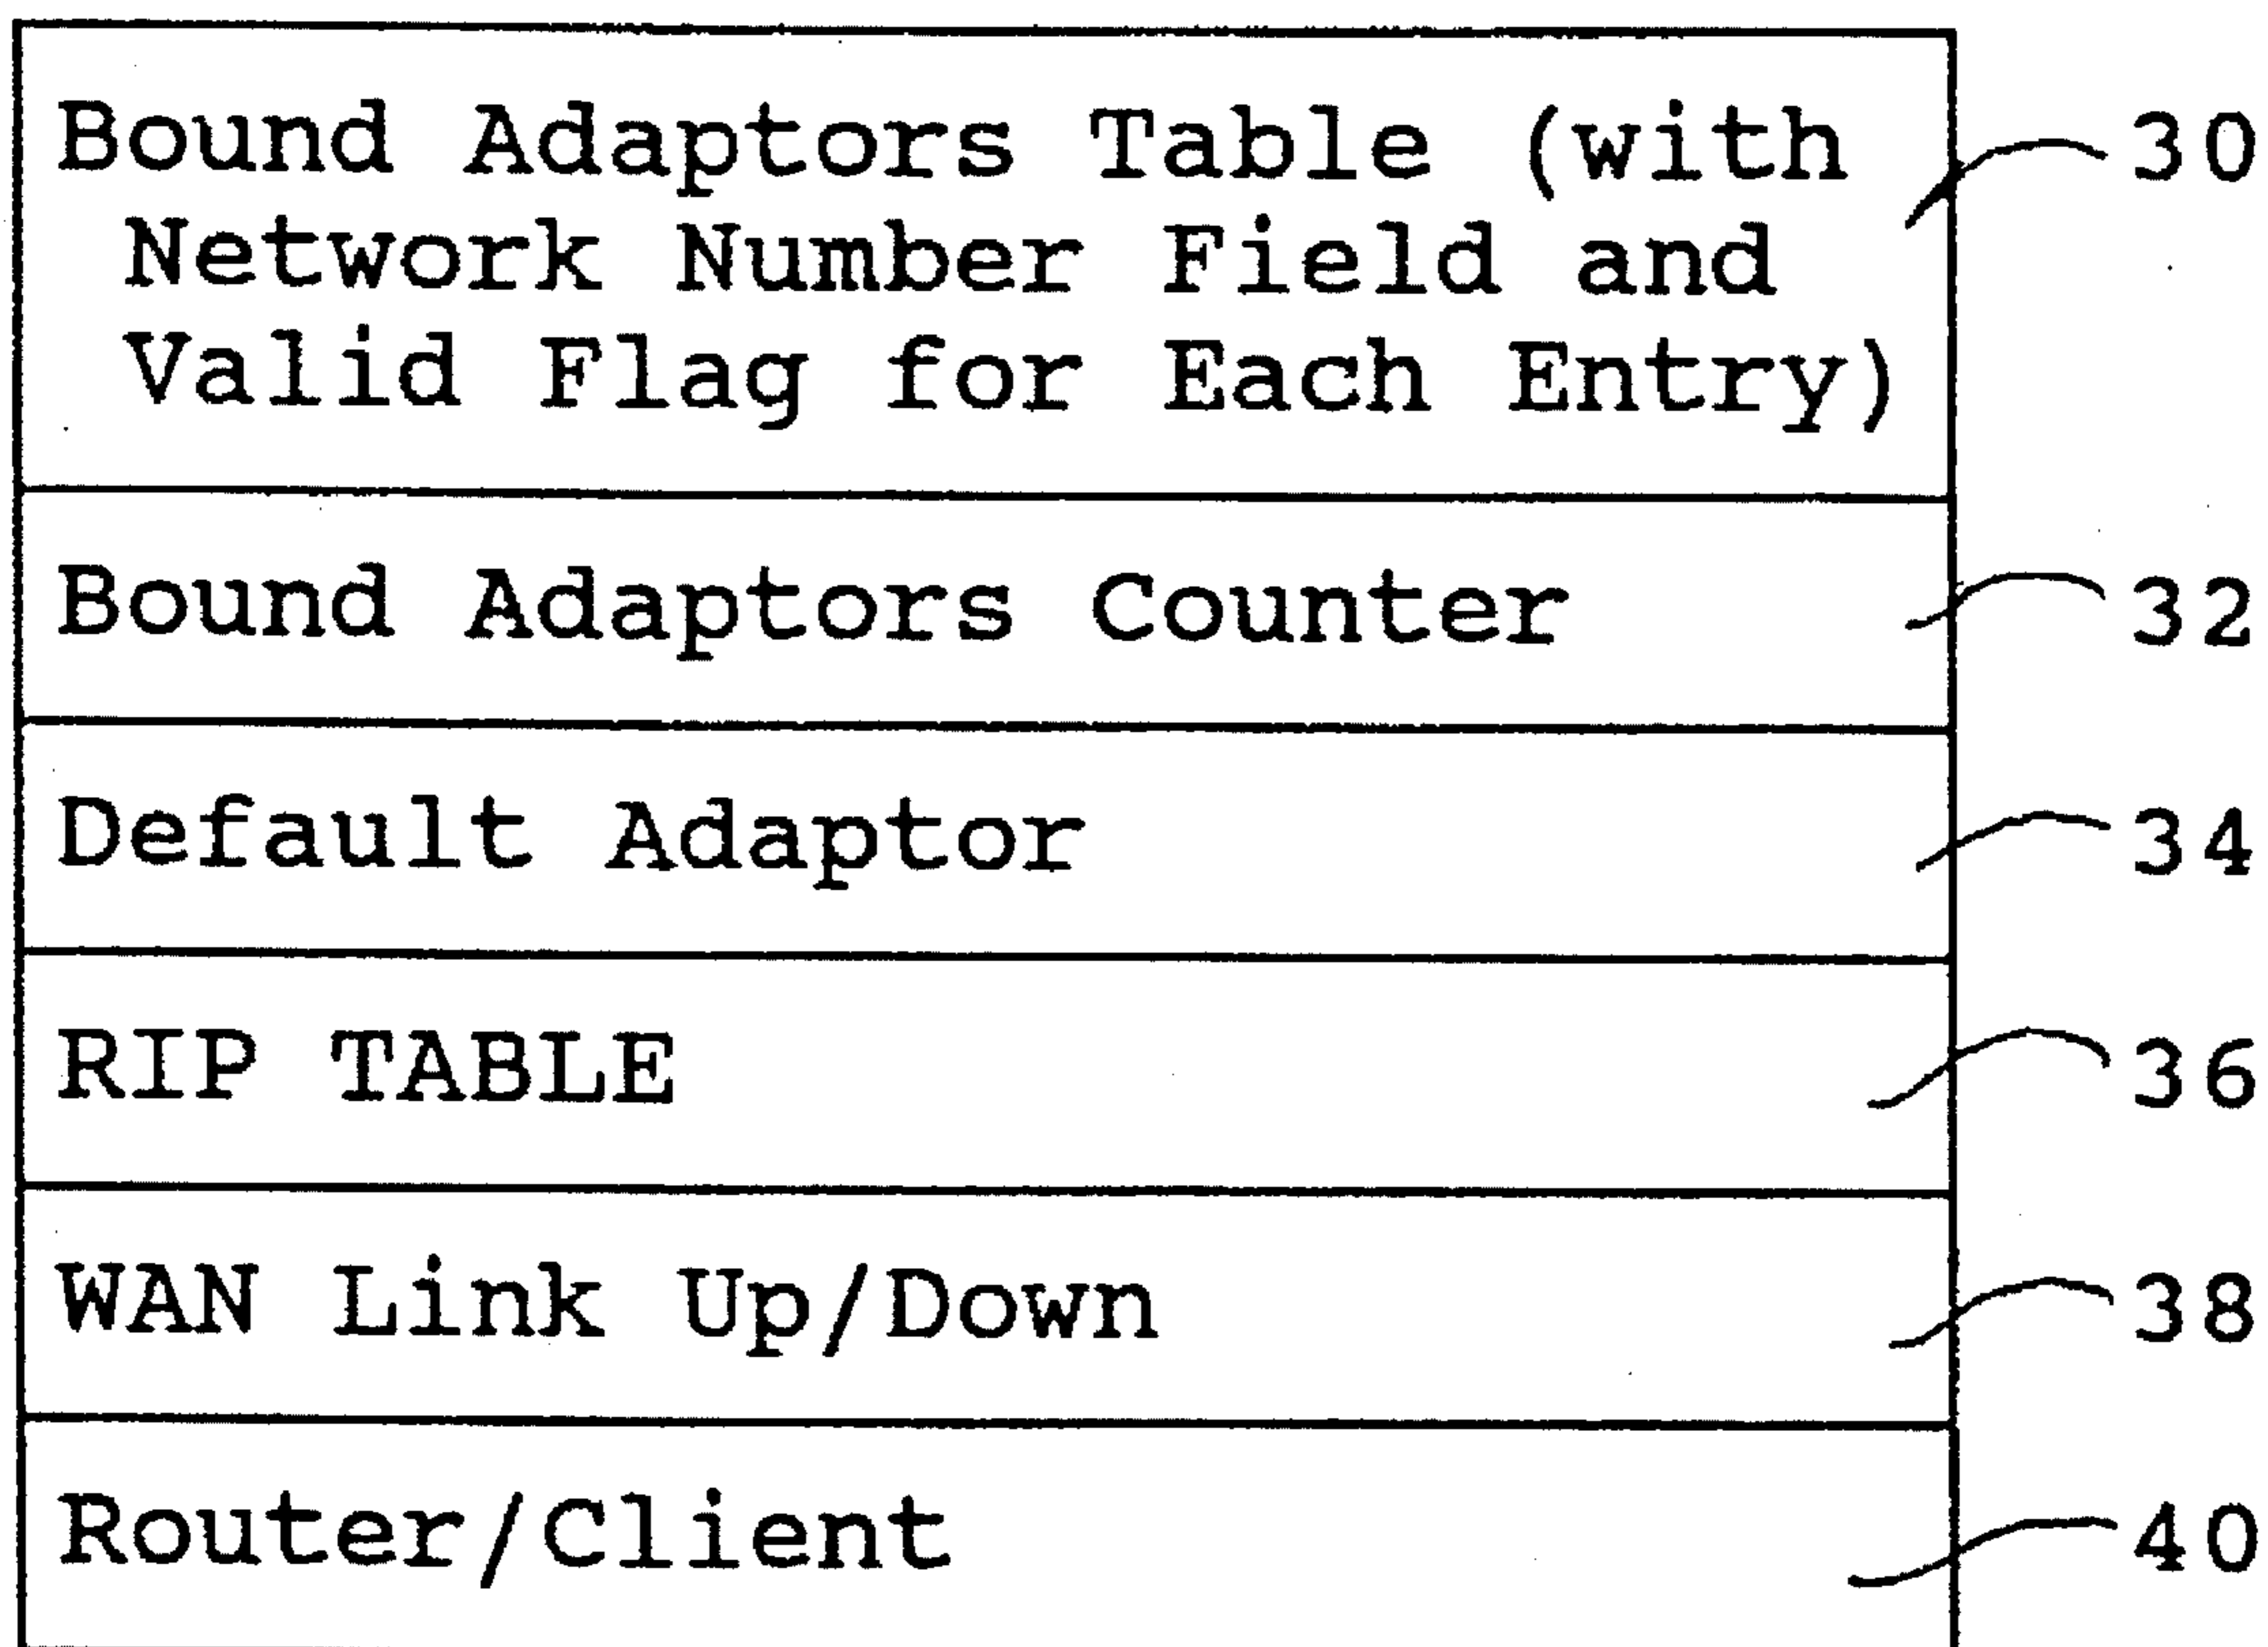 Bound Adaptors Table (with 30
Network Number Field and
Valid Flag for Each Entry)
Bound Adaptors Counter 32
Default Adaptor 34
RIP TABLE 36
WAN Link Up/Down 38
Router/Client 40